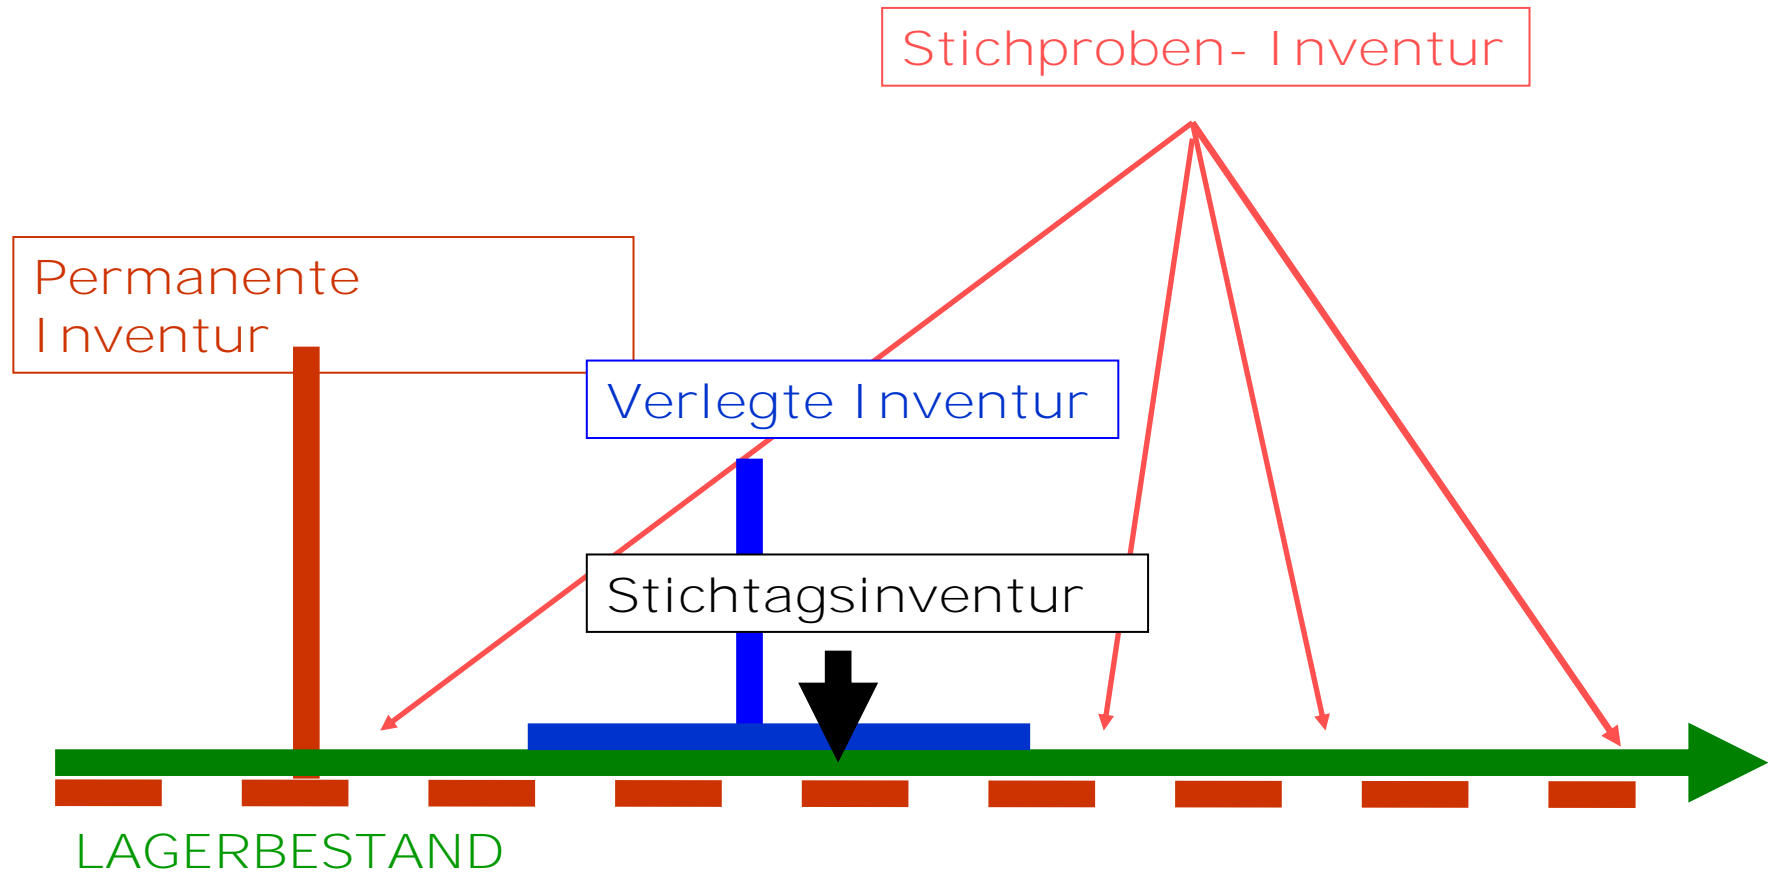 Stichproben- Inventur
Permanente
Inventur
Verlegte Inventur
Stichtagsinventur
LAGERBESTAND